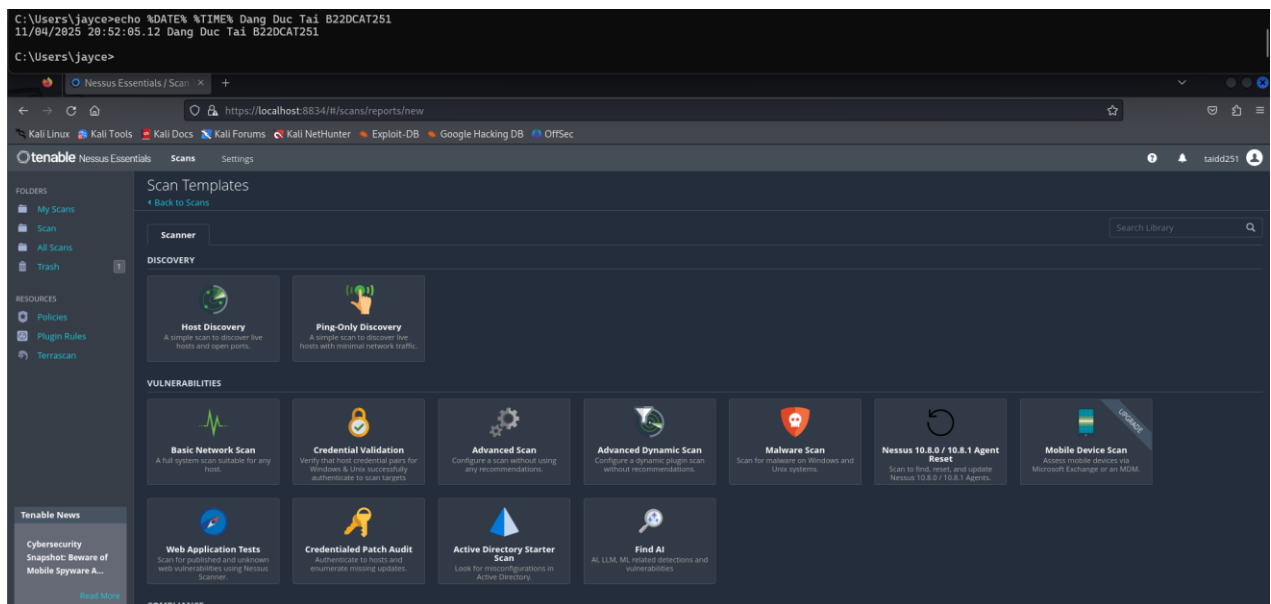 C:\Users\jayce>echo %DATE% %TIME% Dang Duc Tai B22DCAT251
11/04/2025 20:52:05.12 Dang Duc Tai B22DCAT251
C:\Users\jayce>
Nessus Essentials / Scan
https://localhost:8834/#/scans/reports/new
Kali Linux Kali Tools Kali Docs Kali Forums Kali NetHunter Exploit-DB Google Hacking DB OffSec
tenable Nessus Essentials Scans Settings taidd251
FOLDERS
My Scans
Scan
All Scans
Trash 1
RESOURCES
Policies
Plugin Rules
Terrascan
Tenable News
Cybersecurity
Snapshot: Beware of
Mobile Spyware A...
Read More
Scan Templates
Back to Scans
Scanner
Search Library
DISCOVERY
Host Discovery
A simple scan to discover live
hosts and open ports.
Ping-Only Discovery
A simple scan to discover live
hosts with minimal network traffic.
VULNERABILITIES
Basic Network Scan
A full system scan suitable for any
host.
Credential Validation
Verify that host credential pairs for
Windows & Unix successfully
authenticate to scan targets
Advanced Scan
Configure a scan without using
any recommendations.
Advanced Dynamic Scan
Configure a dynamic plugin scan
without recommendations.
Malware Scan
Scan for malware on Windows and
Unix systems.
Nessus 10.8.0 / 10.8.1 Agent
Reset
Scan to find, reset, and update
Nessus 10.8.0 / 10.8.1 Agents.
UPGRADE
Mobile Device Scan
Assess mobile devices via
Microsoft Exchange or an MDM.
Web Application Tests
Scan for published and unknown
web vulnerabilities using Nessus
Scanner.
Credentialed Patch Audit
Authenticate to hosts and
enumerate missing updates.
Active Directory Starter
Scan
Look for misconfigurations in
Active Directory.
Find AI
AI, LLM, ML related detections and
vulnerabilities